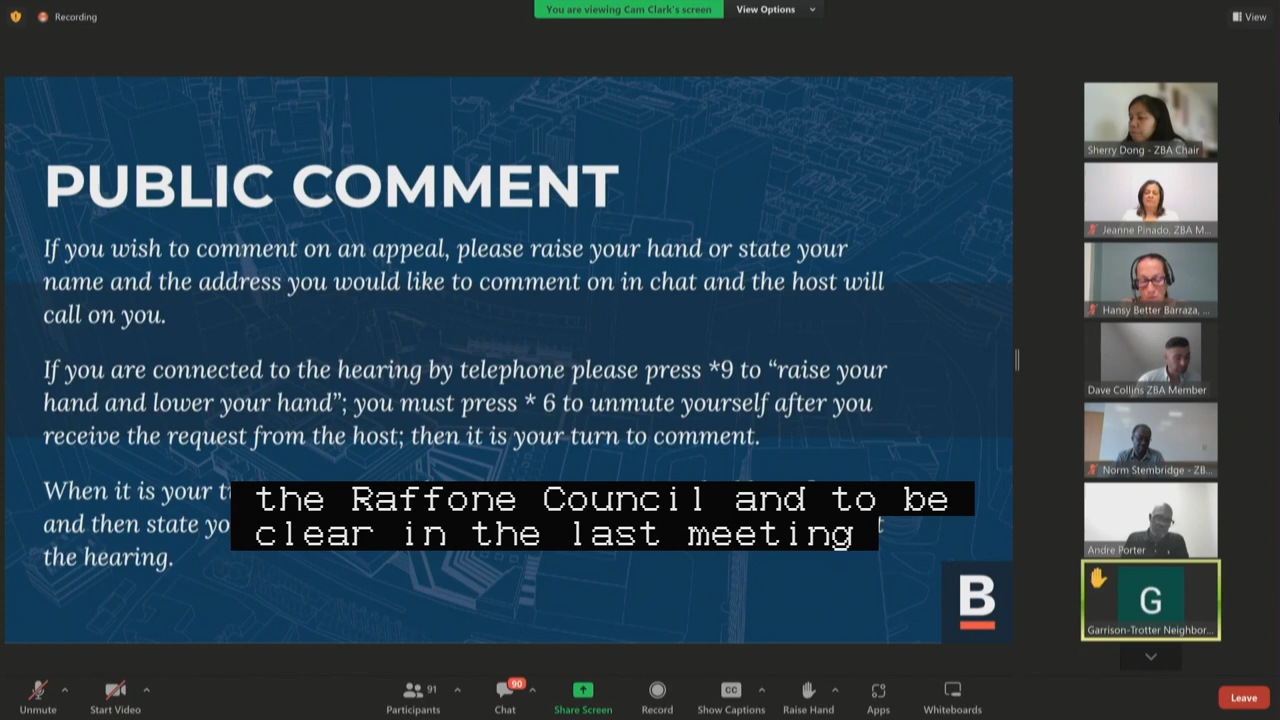 Recording
You are viewing Cam Clark's screen
View Options
View
PUBLIC COMMENT
If you wish to comment on an appeal, please raise your hand or state your
name and the address you would like to comment on in chat and the host will
call on you.
If you are connected to the hearing by telephone please press *9 to “raise your
hand and lower your hand”; you must press * 6 to unmute yourself after you
receive the request from the host; then it is your turn to comment.
When it is your
and then state
the hearing.
the Raffone Council and to be
clear in the last meeting
B
Sherry Dong - ZBA Chair
Jeanne Pinado, ZBA M...
Hansy Better Barraza, ...
Dave Collins ZBA Member
Norm Stembridge - ZB...
Andre Porter
G
Garrison-Trotter Neighbor...
Unmute
Start Video
Participants
91
Chat
90
Share Screen
Record
CC
Show Captions
Raise Hand
Apps
Whiteboards
Leave